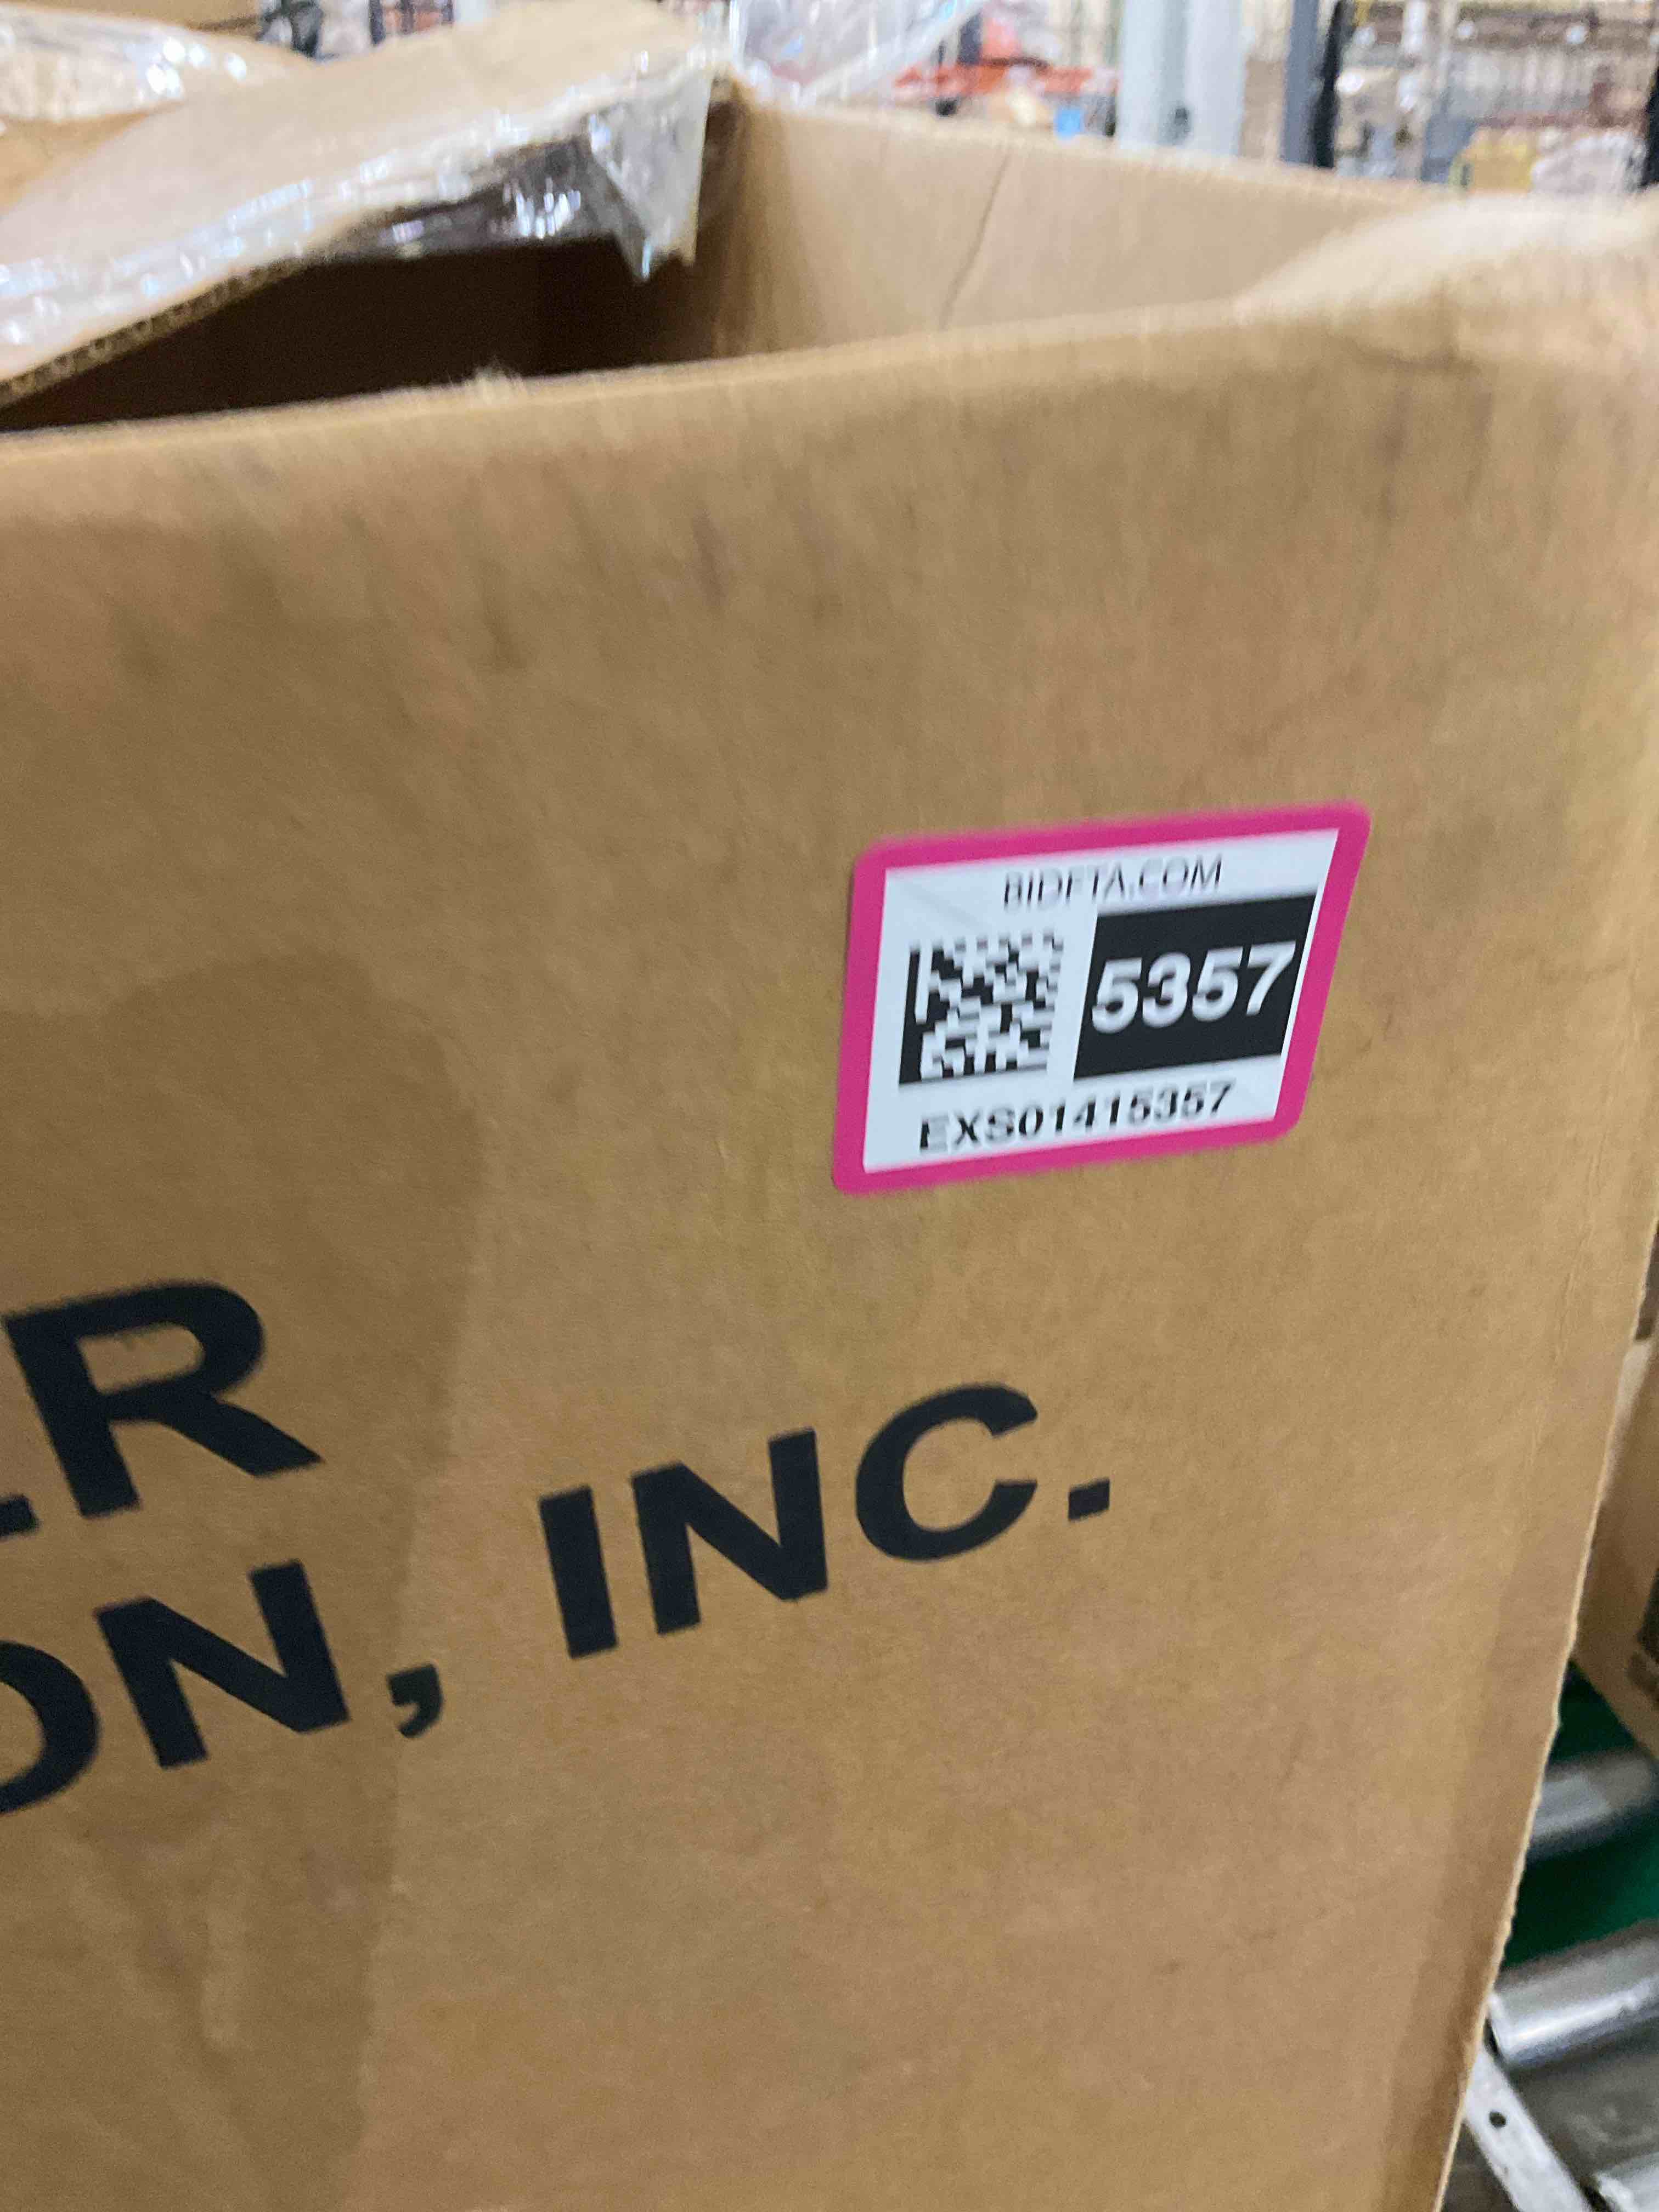 BIDFTA.COM
5357
EXS01415357
R
ON, INC.